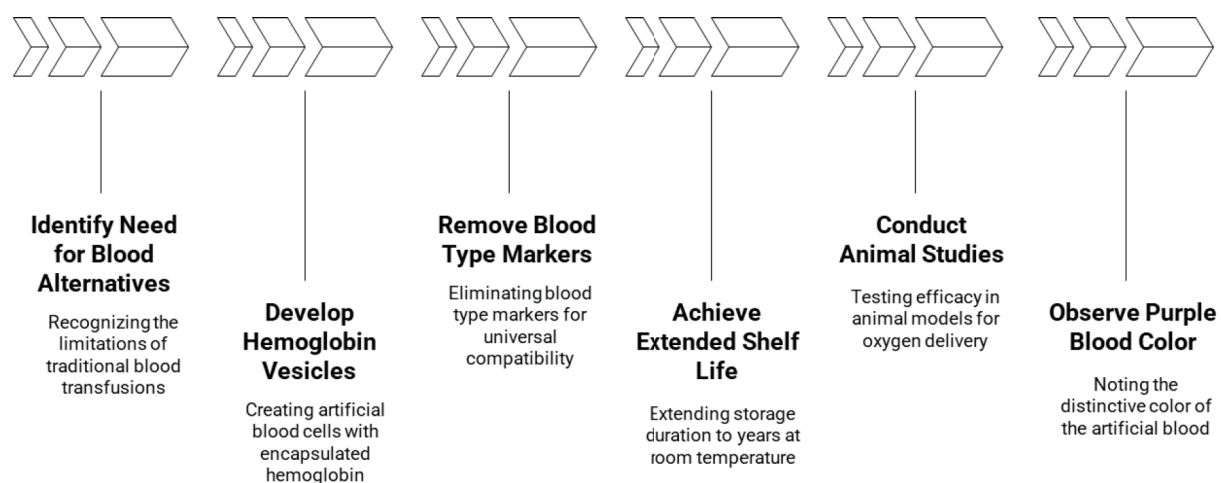 Identify Need
for Blood
Alternatives
Recognizing the
limitations of
traditional blood
transfusions
Develop
Hemoglobin
Vesicles
Creating artificial
blood cells with
encapsulated
hemoglobin
Remove Blood
Type Markers
Eliminating blood
type markers for
universal
compatibility
Achieve
Extended Shelf
Life
Extending storage
duration to years at
room temperature
Conduct
Animal Studies
Testing efficacy in
animal models for
oxygen delivery
Observe Purple
Blood Color
Noting the
distinctive color of
the artificial blood